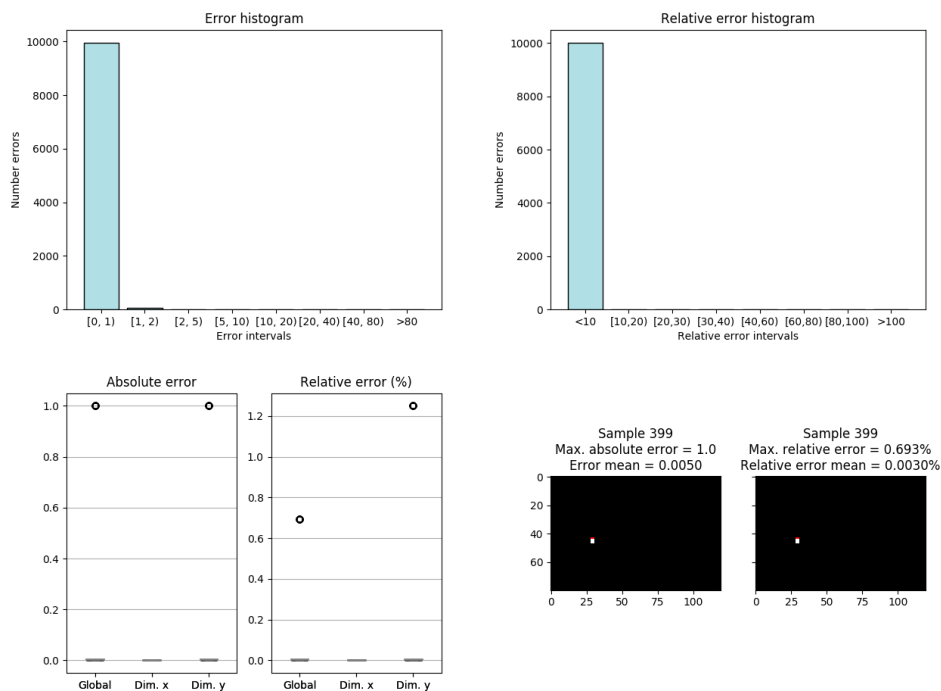 Error histogram
Number errors
10000
8000
6000
4000
2000
0
[0, 1) [1, 2) [2, 5) [5, 10) [10, 20) [20, 40) [40, 80) >80
Error intervals
Relative error histogram
Number errors
10000
8000
6000
4000
2000
0
<10 [10,20) [20,30) [30,40) [40,60) [60,80) [80,100) >100
Relative error intervals
Absolute error
1.0
0.8
0.6
0.4
0.2
0.0
Global Dim. x Dim. y
Relative error (%)
1.2
1.0
0.8
0.6
0.4
0.2
0.0
Global Dim. x Dim. y
Sample 399
Max. absolute error = 1.0
Error mean = 0.0050
0
20
40
60
0 25 50 75 100
Sample 399
Max. relative error = 0.693%
Relative error mean = 0.0030%
0 25 50 75 100